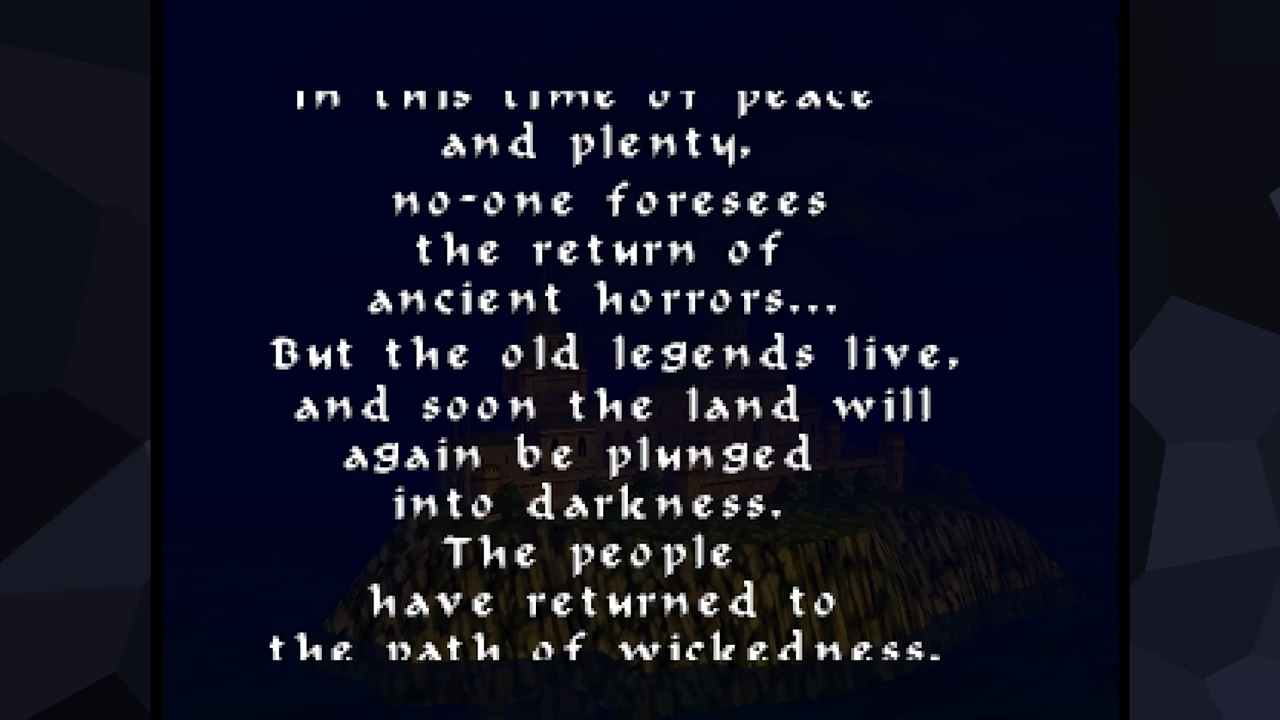 In this time of peace
and plenty,
no-one foresees
the return of
ancient horrors...
But the old legends live,
and soon the land will
again be plunged
into darkness.
The people
have returned to
the path of wickedness.